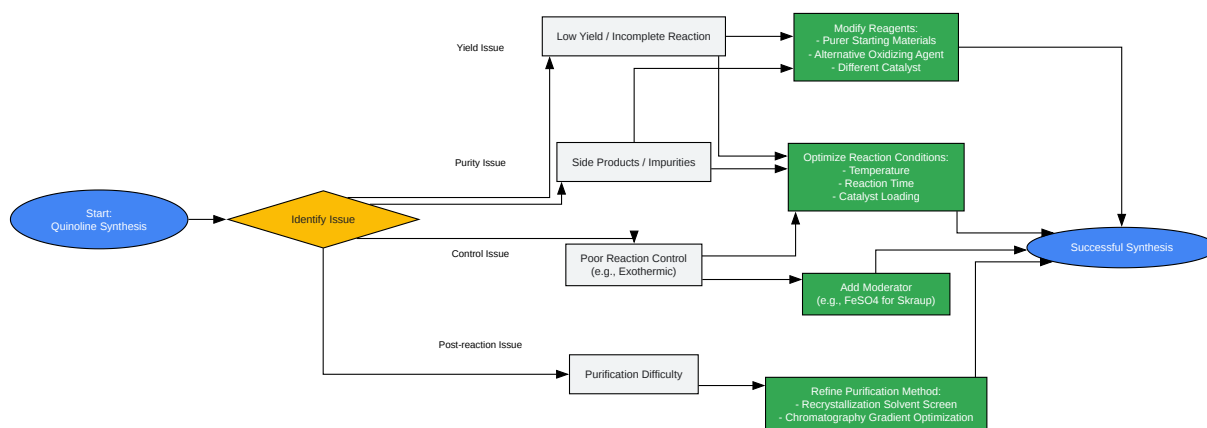 Yield Issue
Low Yield / Incomplete Reaction
Modify Reagents:
- Purer Starting Materials
- Alternative Oxidizing Agent
- Different Catalyst
Purity Issue
Side Products / Impurities
Optimize Reaction Conditions:
- Temperature
- Reaction Time
- Catalyst Loading
Start:
Quinoline Synthesis
Identify Issue
Control Issue
Poor Reaction Control
(e.g., Exothermic)
Successful Synthesis
Add Moderator
(e.g., FeSO4 for Skraup)
Post-reaction Issue
Purification Difficulty
Refine Purification Method:
- Recrystallization Solvent Screen
- Chromatography Gradient Optimization